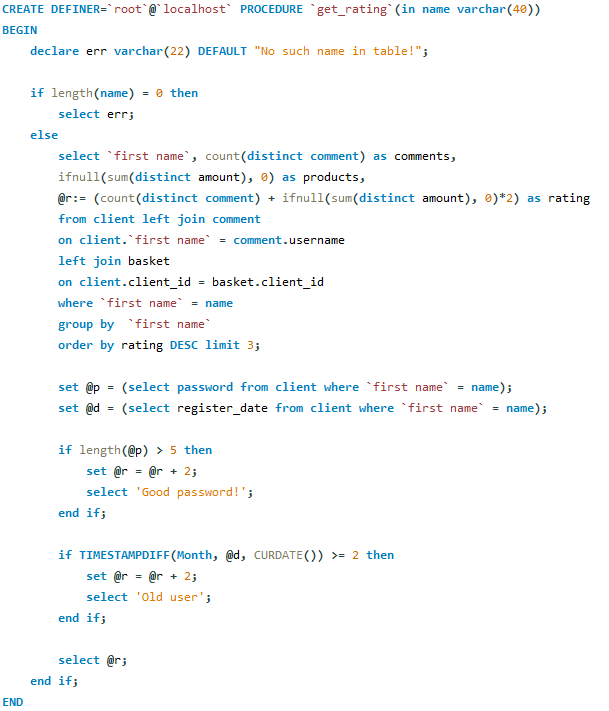 CREATE DEFINER=`root`@`localhost` PROCEDURE `get_rating`(in name varchar(40))
BEGIN
    declare err varchar(22) DEFAULT "No such name in table!";

    if length(name) = 0 then
        select err;
    else
        select `first name`, count(distinct comment) as comments,
        ifnull(sum(distinct amount), 0) as products,
        @r:= (count(distinct comment) + ifnull(sum(distinct amount), 0)*2) as rating
        from client left join comment
        on client.`first name` = comment.username
        left join basket
        on client.client_id = basket.client_id
        where `first name` = name
        group by  `first name`
        order by rating DESC limit 3;

        set @p = (select password from client where `first name` = name);
        set @d = (select register_date from client where `first name` = name);

        if length(@p) > 5 then
            set @r = @r + 2;
            select 'Good password!';
        end if;

        if TIMESTAMPDIFF(Month, @d, CURDATE()) >= 2 then
            set @r = @r + 2;
            select 'Old user';
        end if;

        select @r;
    end if;
END